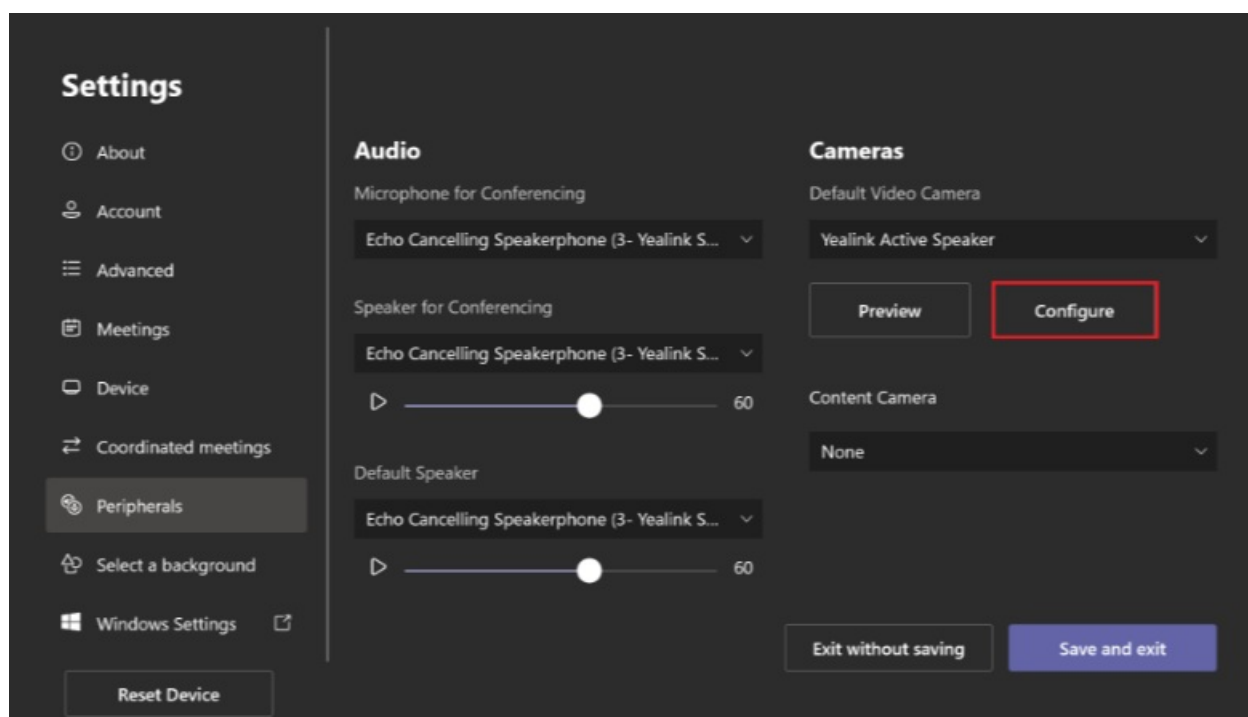 Settings
About
Account
Advanced
Meetings
Device
Coordinated meetings
Peripherals
Select a background
Windows Settings
Reset Device
Audio
Microphone for Conferencing
Echo Cancelling Speakerphone (3- Yealink S...
Speaker for Conferencing
Echo Cancelling Speakerphone (3- Yealink S...
60
Default Speaker
Echo Cancelling Speakerphone (3- Yealink S...
60
Cameras
Default Video Camera
Yealink Active Speaker
Preview
Configure
Content Camera
None
Exit without saving
Save and exit